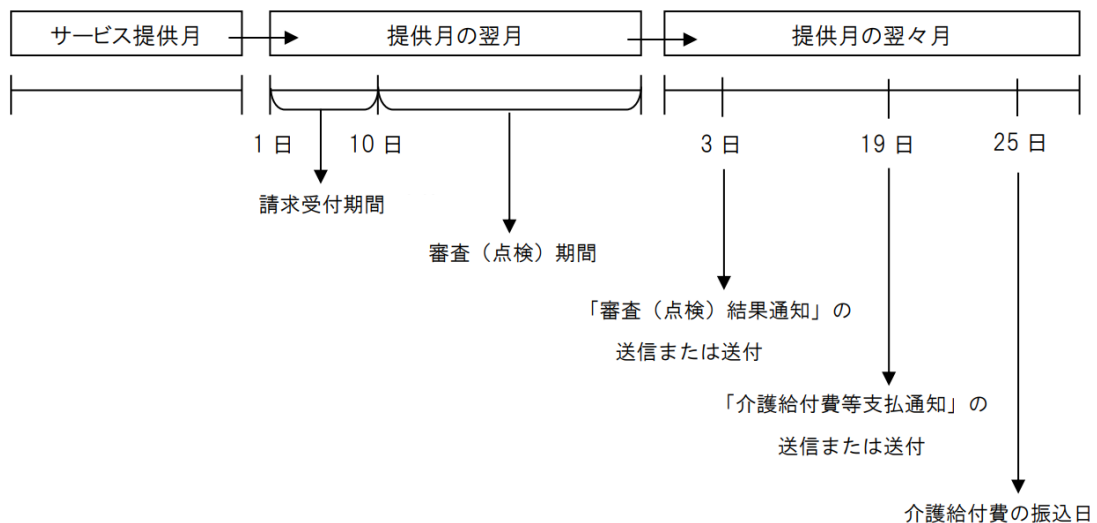 サービス提供月
提供月の翌月
提供月の翌々月
1日
10日
3日
19日
25日
請求受付期間
審査（点検）期間
「審査（点検）結果通知」の
送信または送付
「介護給付費等支払通知」の
送信または送付
介護給付費の振込日